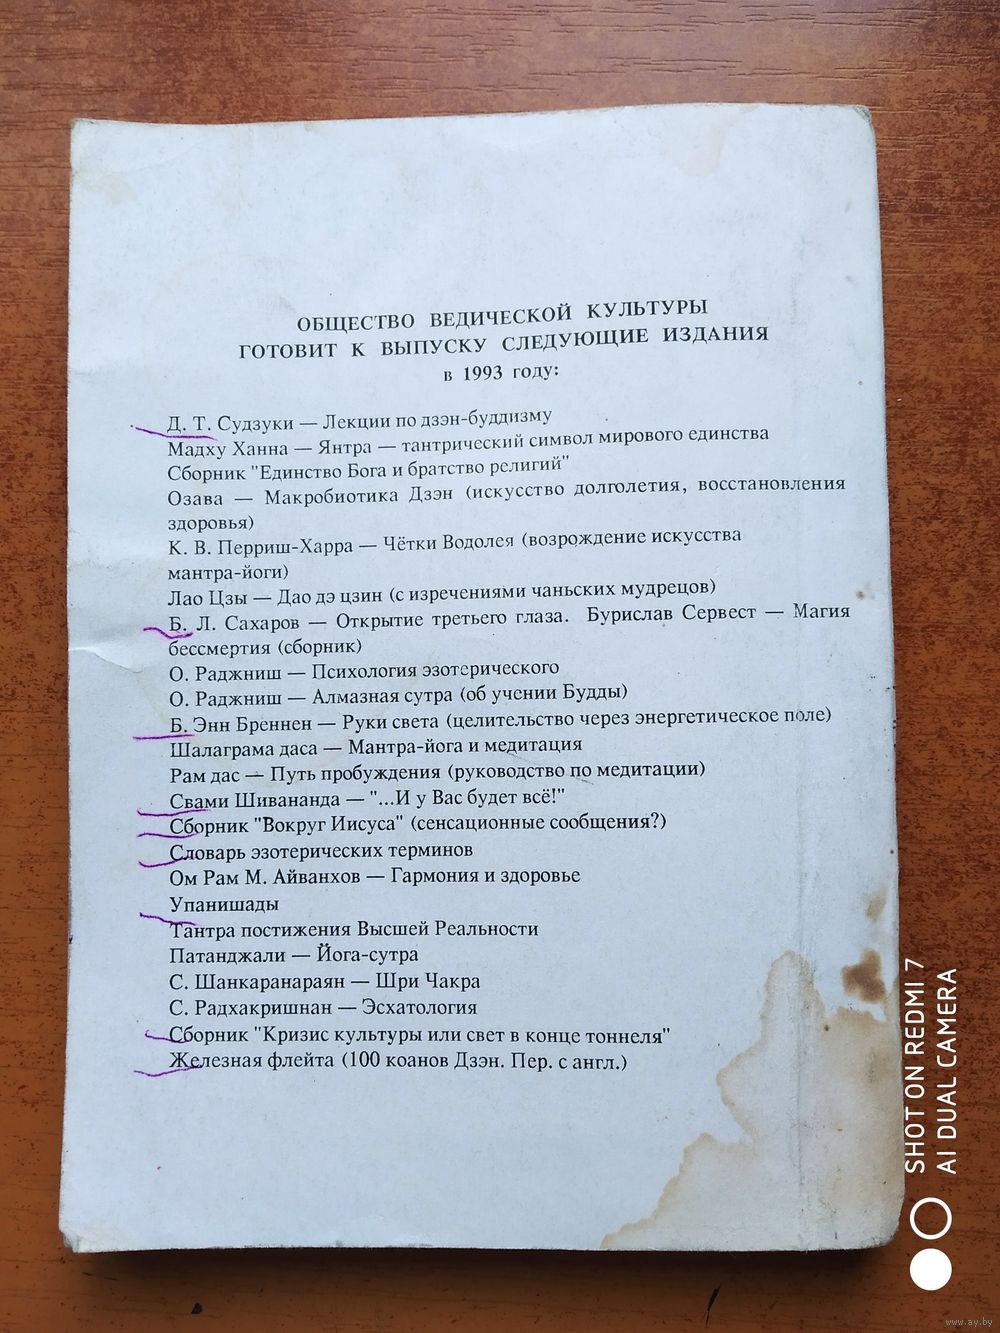 ОБЩЕСТВО ВЕДИЧЕСКОЙ КУЛЬТУРЫ
ГОТОВИТ К ВЫПУСКУ СЛЕДУЮЩИЕ ИЗДАНИЯ
в 1993 году:
Д. Т. Судзуки — Лекции по дзэн-буддизму
Мадху Ханна — Янтра — тантрический символ мирового единства
Сборник "Единство Бога и братство религий"
Озава — Макробиотика Дзэн (искусство долголетия, восстановления
здоровья)
К. В. Перриш-Харра — Чётки Водолея (возрождение искусства
мантра-йоги)
Лао Цзы — Дао дэ цзин (с изречениями чаньских мудрецов)
Б. Л. Сахаров — Открытие третьего глаза. Бурислав Сервест — Магия
бессмертия (сборник)
О. Раджниш — Психология эзотерического
О. Раджниш — Алмазная сутра (об учении Будды)
Б. Энн Бреннен — Руки света (целительство через энергетическое поле)
Шалаграма даса — Мантра-йога и медитация
Рам дас — Путь пробуждения (руководство по медитации)
Свами Шивананда — "...И у Вас будет всё!"
Сборник "Вокруг Иисуса" (сенсационные сообщения?)
Словарь эзотерических терминов
Ом Рам М. Айванхов — Гармония и здоровье
Упанишады
Тантра постижения Высшей Реальности
Патанджали — Йога-сутра
С. Шанкаранараян — Шри Чакра
С. Радхакришнан — Эсхатология
Сборник "Кризис культуры или свет в конце тоннеля"
Железная флейта (100 коанов Дзэн. Пер. с англ.)
SHOT ON REDMI 7
AI DUAL CAMERA
www.ay.by